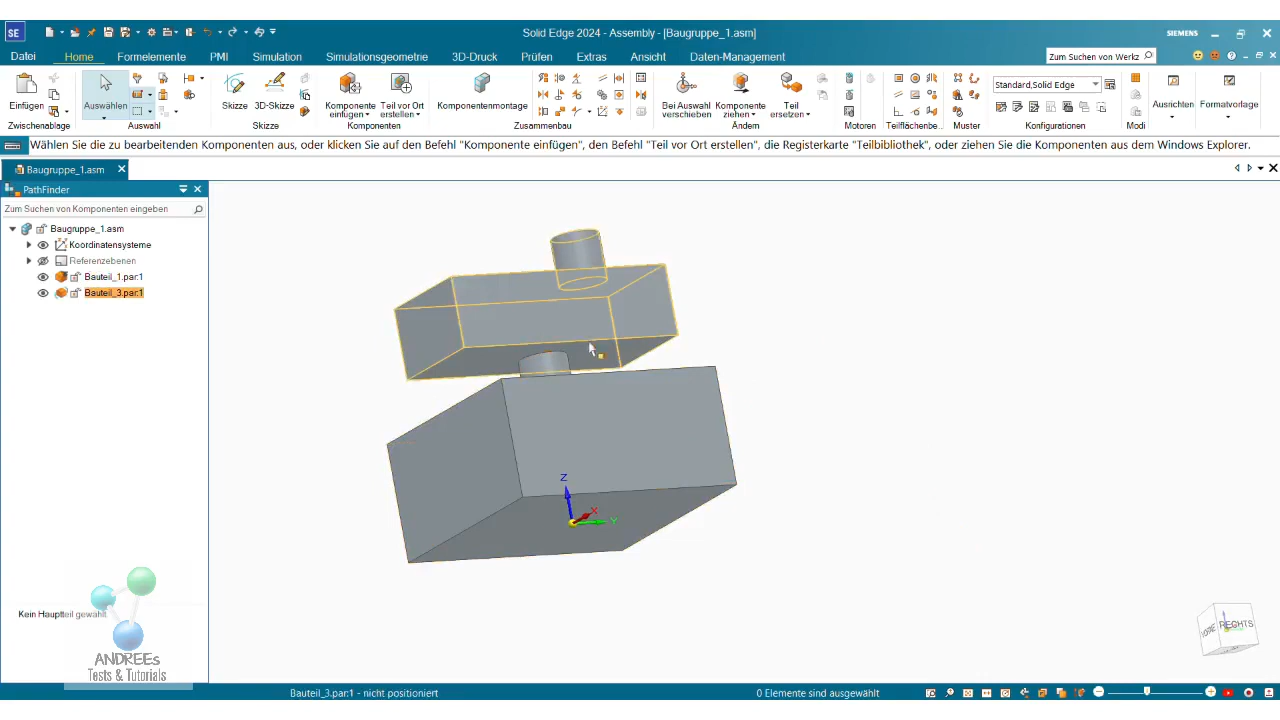 SE
Solid Edge 2024 - Assembly - [Baugruppe_1.asm]
SIEMENS
Datei Home Formelemente PMI Simulation Simulationsgeometrie 3D-Druck Prüfen Extras Ansicht Daten-Management
Zum Suchen von Werkz
Einfügen
Auswählen
Skizze 3D-Skizze
Komponente einfügen
Teil vor Ort erstellen
Komponentenmontage
Bei Auswahl verschieben
Komponente ziehen
Teil ersetzen
Standard,Solid Edge
Ausrichten
Formatvorlage
Zwischenablage Auswahl Skizze Komponenten Zusammenbau Ändern Motoren Teilflächenbe... Muster Konfigurationen Modi
Wählen Sie die zu bearbeitenden Komponenten aus, oder klicken Sie auf den Befehl "Komponente einfügen", den Befehl "Teil vor Ort erstellen", die Registerkarte "Teilbibliothek", oder ziehen Sie die Komponenten aus dem Windows Explorer.
Baugruppe_1.asm
PathFinder
Zum Suchen von Komponenten eingeben
Baugruppe_1.asm
Koordinatensysteme
Referenzebenen
Bauteil_1.par:1
Bauteil_3.par:1
Z
X
Y
Kein Hauptteil gewählt.
RECHTS
ANDREEs
Tests & Tutorials
Bauteil_3.par:1 - nicht positioniert
0 Elemente sind ausgewählt